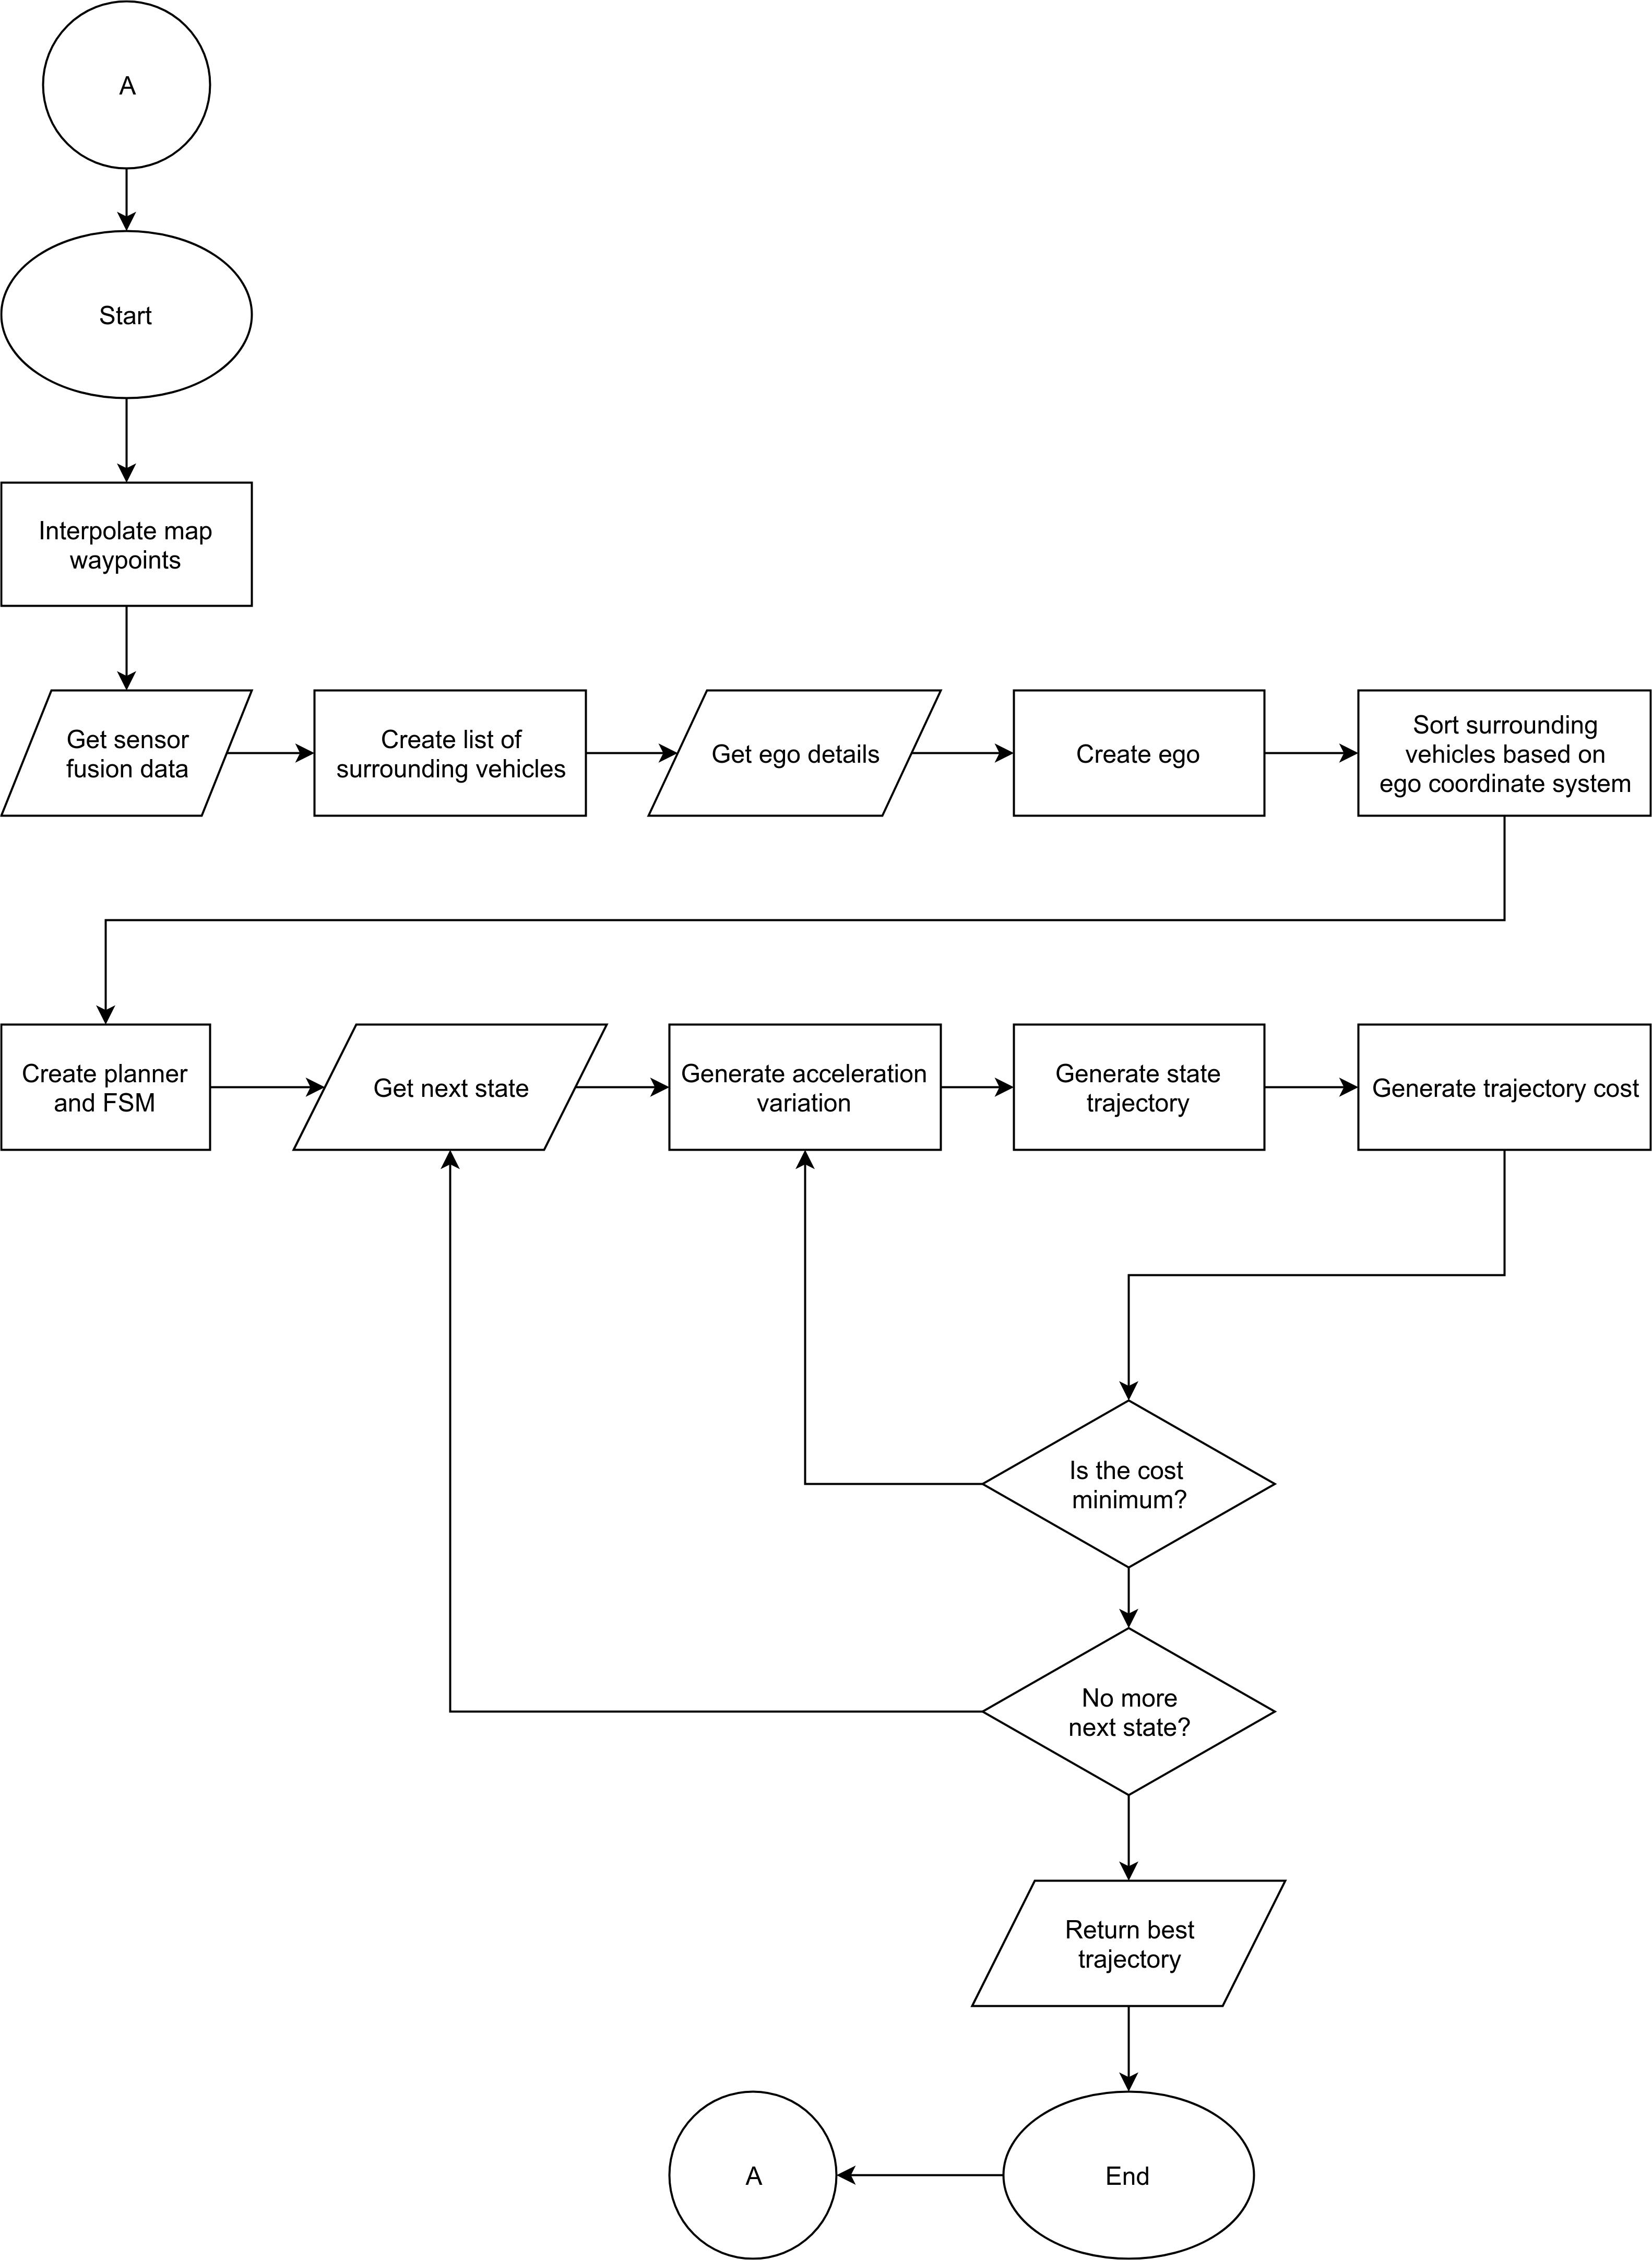 A
Start
Interpolate map
waypoints
Get sensor
fusion data
Create list of
surrounding vehicles
Get ego details
Create ego
Sort surrounding
vehicles based on
ego coordinate system
Create planner
and FSM
Get next state
Generate acceleration
variation
Generate state
trajectory
Generate trajectory cost
Is the cost
minimum?
No more
next state?
Return best
trajectory
A
End